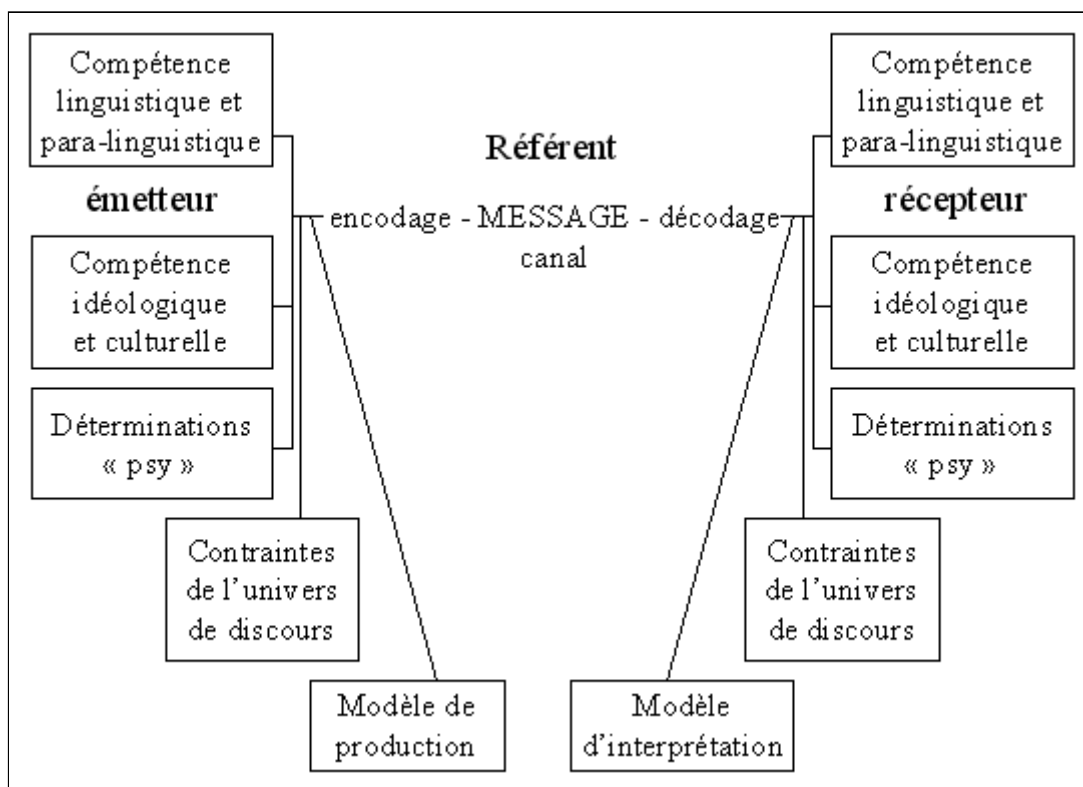 Compétence
linguistique et
para-linguistique
émetteur
Compétence
idéologique
et culturelle
Déterminations
« psy »
Contraintes
de l’univers
de discours
Modèle de
production
Référent
encodage - MESSAGE - décodage
canal
Compétence
linguistique et
para-linguistique
récepteur
Compétence
idéologique
et culturelle
Déterminations
« psy »
Contraintes
de l’univers
de discours
Modèle
d’interprétation